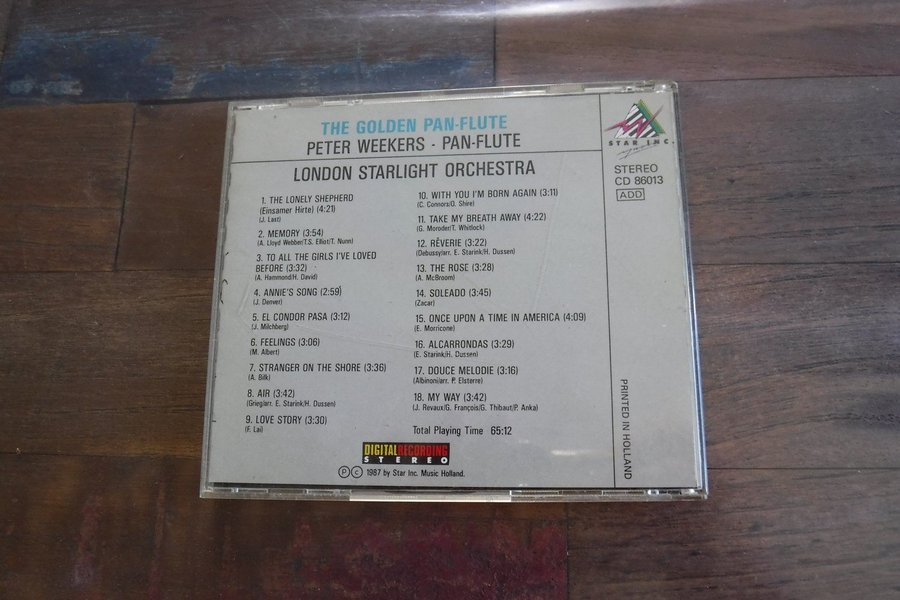 THE GOLDEN PAN-FLUTE
PETER WEEKERS - PAN-FLUTE
LONDON STARLIGHT ORCHESTRA
1. THE LONELY SHEPHERD
(Einsamer Hirte) (4:21)
(J. Last)
2. MEMORY (3:54)
(A. Lloyd Webber/T.S. Elliot/T. Nunn)
3. TO ALL THE GIRLS I'VE LOVED
BEFORE (3:32)
(A. Hammond/H. David)
4. ANNIE'S SONG (2:59)
(J. Denver)
5. EL CONDOR PASA (3:12)
(J. Milchberg)
6. FEELINGS (3:06)
(M. Albert)
7. STRANGER ON THE SHORE (3:36)
(A. Bilk)
8. AIR (3:42)
(Grieg/arr. E. Starink/H. Dussen)
9. LOVE STORY (3:30)
(F. Lai)
10. WITH YOU I'M BORN AGAIN (3:11)
(C. Connors/D. Shire)
11. TAKE MY BREATH AWAY (4:22)
(G. Moroder/T. Whitlock)
12. RÊVERIE (3:22)
(Debussy/arr. E. Starink/H. Dussen)
13. THE ROSE (3:28)
(A. McBroom)
14. SOLEADO (3:45)
(Zacar)
15. ONCE UPON A TIME IN AMERICA (4:09)
(E. Morricone)
16. ALCARRONDAS (3:29)
(E. Starink/H. Dussen)
17. DOUCE MELODIE (3:16)
(Albinoni/arr. P. Elsterre)
18. MY WAY (3:42)
(J. Revaux/G. François/G. Thibaut/P. Anka)
Total Playing Time 65:12
DIGITAL RECORDING
STEREO
Ⓟ Ⓒ 1987 by Star Inc. Music Holland.
STAR INC.
STEREO
CD 86013
ADD
PRINTED IN HOLLAND